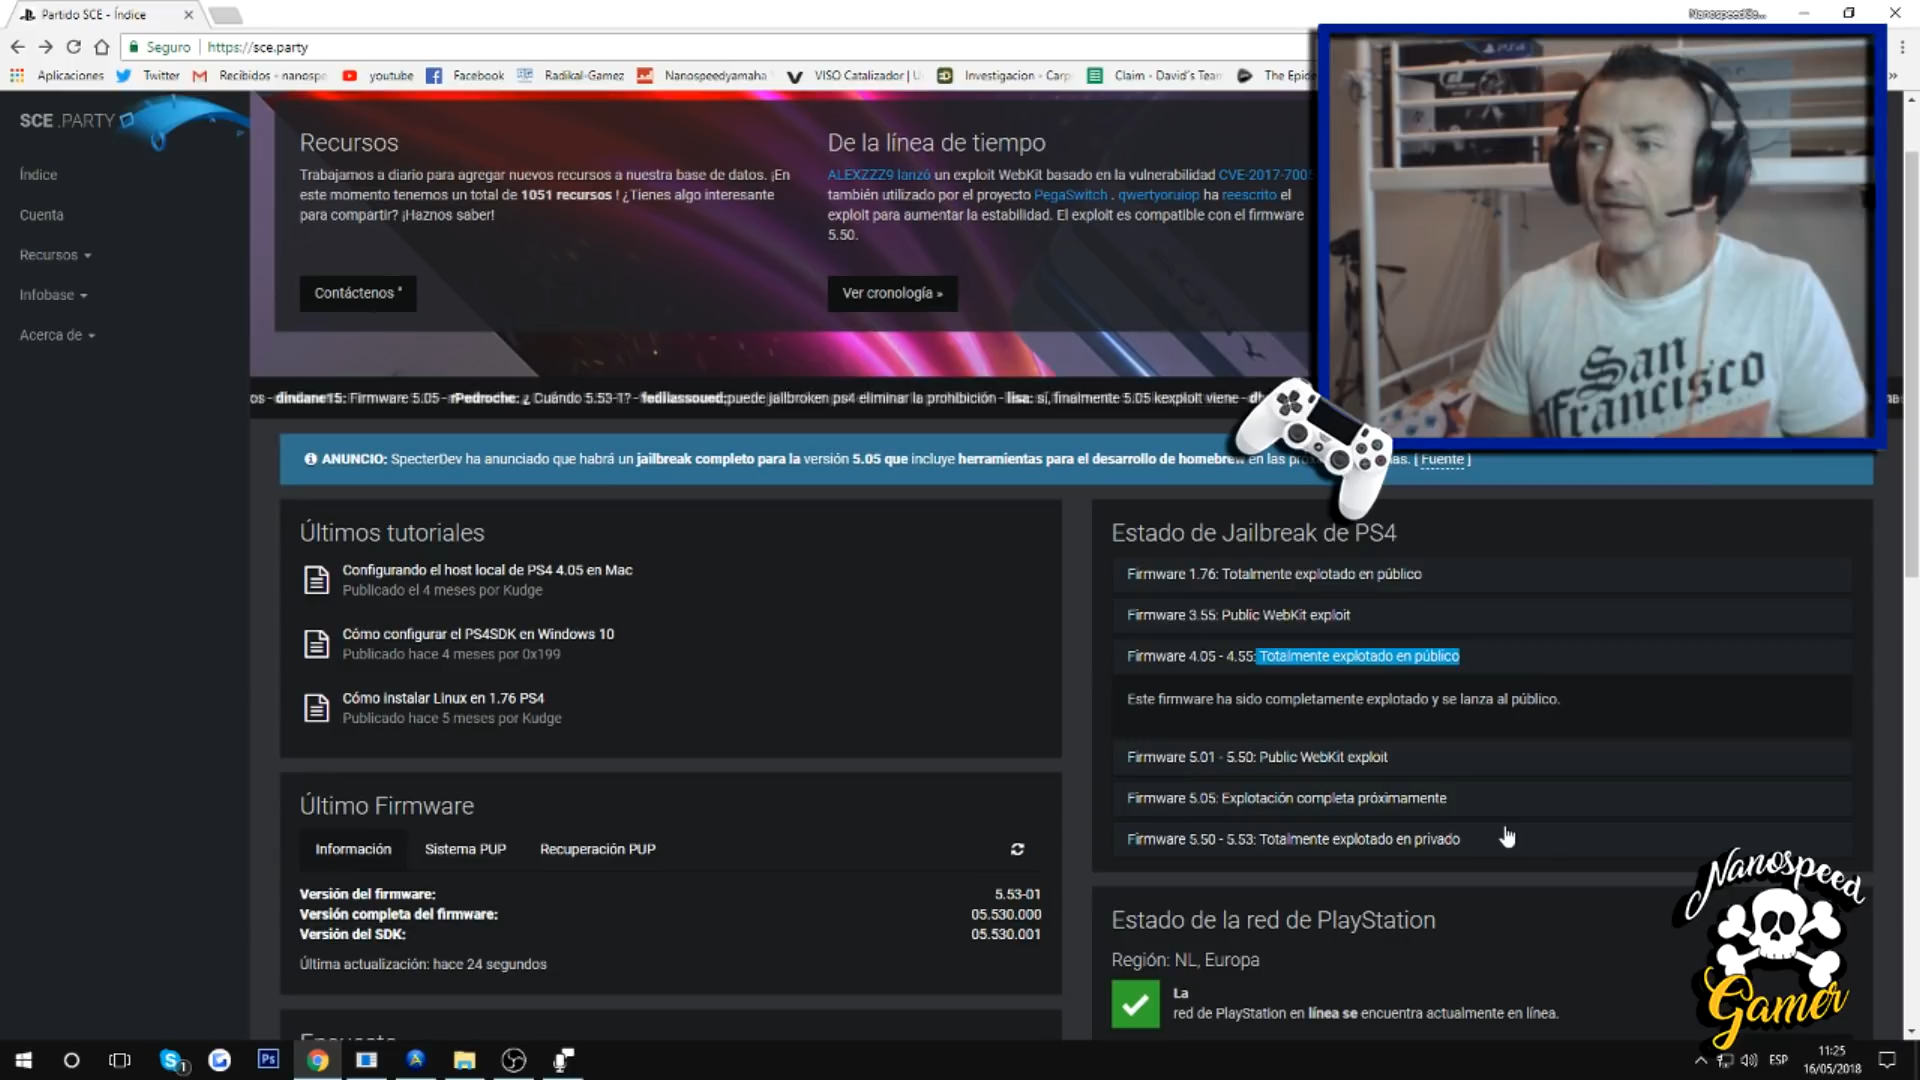 Partido SCE - Índice
Seguro | https://sce.party
Aplicaciones Twitter Recibidos - nanospe youtube Facebook Radikal-Gamez Nanospeedyamaha VISO Catalizador | Investigacion - Carp Claim - David's Tean The Epide
SCE .PARTY
Índice
Cuenta
Recursos
Infobase
Acerca de
Recursos
Trabajamos a diario para agregar nuevos recursos a nuestra base de datos. ¡En
este momento tenemos un total de 1051 recursos ! ¿Tienes algo interesante
para compartir? ¡Haznos saber!
Contáctenos "
De la línea de tiempo
ALEXZZZ9 lanzó un exploit WebKit basado en la vulnerabilidad CVE-2017-7005
también utilizado por el proyecto PegaSwitch . qwertyoruiop ha reescrito el
exploit para aumentar la estabilidad. El exploit es compatible con el firmware
5.50.
Ver cronología »
os - dindane15: Firmware 5.05 - rPedroche: ¿ Cuándo 5.53-T? - fedliassoued: puede jailbroken ps4 eliminar la prohibición - lisa: sí, finalmente 5.05 kexploit viene -
ANUNCIO: SpecterDev ha anunciado que habrá un jailbreak completo para la versión 5.05 que incluye herramientas para el desarrollo de homebrew en las [ Fuente ]
Últimos tutoriales
Configurando el host local de PS4 4.05 en Mac
Publicado el 4 meses por Kudge
Cómo configurar el PS4SDK en Windows 10
Publicado hace 4 meses por 0x199
Cómo instalar Linux en 1.76 PS4
Publicado hace 5 meses por Kudge
Último Firmware
Información Sistema PUP Recuperación PUP
Versión del firmware: 5.53-01
Versión completa del firmware: 05.530.000
Versión del SDK: 05.530.001
Última actualización: hace 24 segundos
Estado de Jailbreak de PS4
Firmware 1.76: Totalmente explotado en público
Firmware 3.55: Public WebKit exploit
Firmware 4.05 - 4.55: Totalmente explotado en público
Este firmware ha sido completamente explotado y se lanza al público.
Firmware 5.01 - 5.50: Public WebKit exploit
Firmware 5.05: Explotación completa próximamente
Firmware 5.50 - 5.53: Totalmente explotado en privado
Estado de la red de PlayStation
Región: NL, Europa
La
red de PlayStation en línea se encuentra actualmente en línea.
San
Francisco
PS4
Nanospeed
Gamer
ESP
11:25
16/05/2018